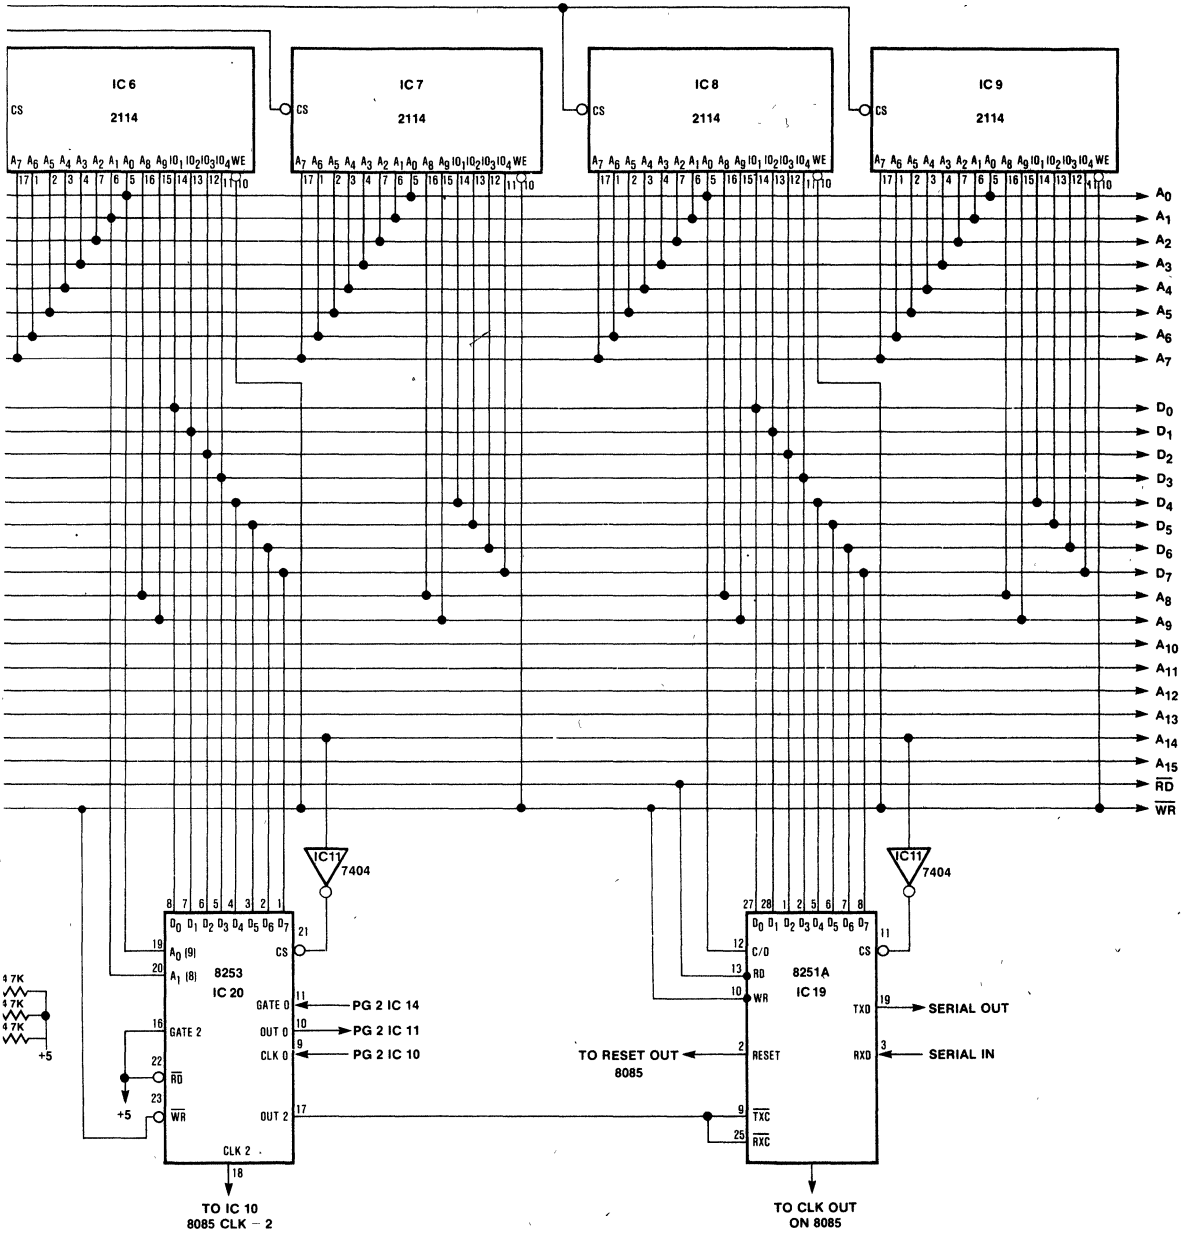 IC 6
2114
CS
A7 A6 A5 A4 A3 A2 A1 A0 A8 A9 IO1 IO2 IO3 IO4 WE
17 1 2 3 4 7 6 5 16 15 14 13 12 11 10
IC 7
2114
CS
A7 A6 A5 A4 A3 A2 A1 A0 A8 A9 IO1 IO2 IO3 IO4 WE
17 1 2 3 4 7 6 5 16 15 14 13 12 11 10
IC 8
2114
CS
A7 A6 A5 A4 A3 A2 A1 A0 A8 A9 IO1 IO2 IO3 IO4 WE
17 1 2 3 4 7 6 5 16 15 14 13 12 11 10
IC 9
2114
CS
A7 A6 A5 A4 A3 A2 A1 A0 A8 A9 IO1 IO2 IO3 IO4 WE
17 1 2 3 4 7 6 5 16 15 14 13 12 11 10
A0
A1
A2
A3
A4
A5
A6
A7
D0
D1
D2
D3
D4
D5
D6
D7
A8
A9
A10
A11
A12
A13
A14
A15
RD
WR
IC11
7404
IC11
7404
8 7 6 5 4 3 2 1
D0 D1 D2 D3 D4 D5 D6 D7
21
CS
19 A0 (9)
20 A1 (8)
8253
IC 20
GATE 0 11 PG 2 IC 14
16 GATE 2
OUT 0 10 PG 2 IC 11
CLK 0 9 PG 2 IC 10
22 RD
+5
23 WR
OUT 2 17
CLK 2
18
TO IC 10
8085 CLK – 2
4 7K
4 7K
4 7K
+5
27 28 1 2 5 6 7 8
D0 D1 D2 D3 D4 D5 D6 D7
11
CS
12 C/D
13 RD
10 WR
8251A
IC 19
TXD 19 SERIAL OUT
TO RESET OUT
8085
2 RESET
RXD 3 SERIAL IN
9 TXC
25 RXC
TO CLK OUT
ON 8085